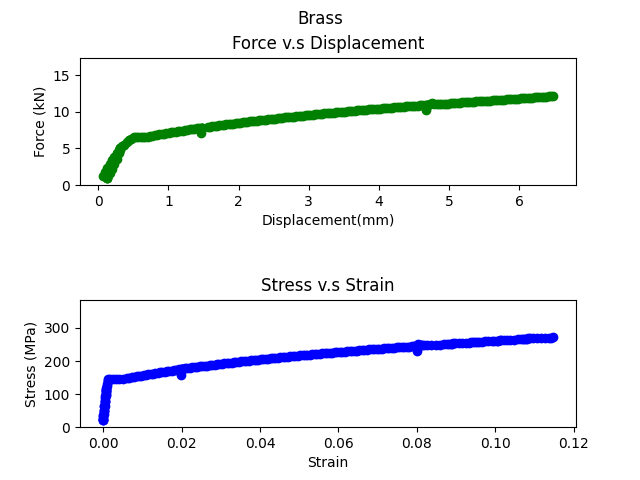 Brass
Force v.s Displacement
Force (kN)
15
10
5
0
0 1 2 3 4 5 6
Displacement(mm)
Stress v.s Strain
Stress (MPa)
300
200
100
0
0.00 0.02 0.04 0.06 0.08 0.10 0.12
Strain